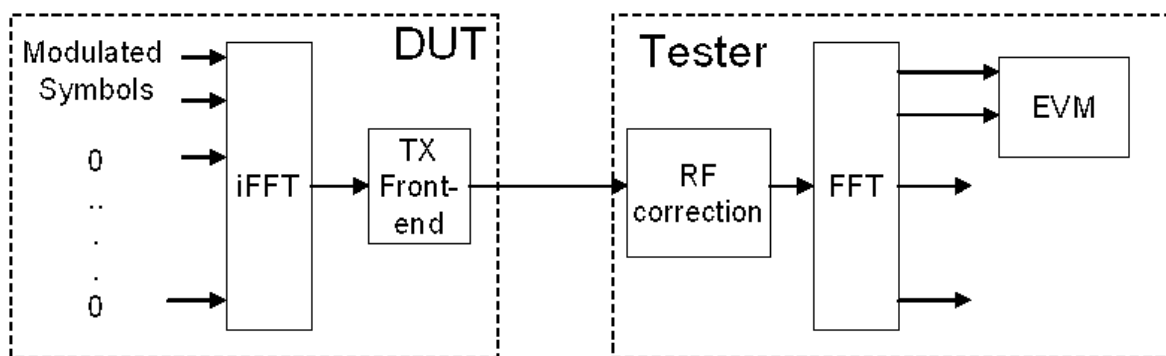 DUT
Modulated
Symbols
0
..
.
.
.
0
iFFT
TX
Front-
end
Tester
RF
correction
FFT
EVM